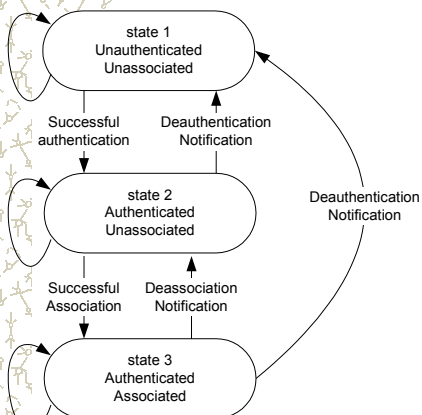 state 1
Unauthenticated
Unassociated
Successful
authentication
Deauthentication
Notification
state 2
Authenticated
Unassociated
Deauthentication
Notification
Successful
Association
Deassociation
Notification
state 3
Authenticated
Associated